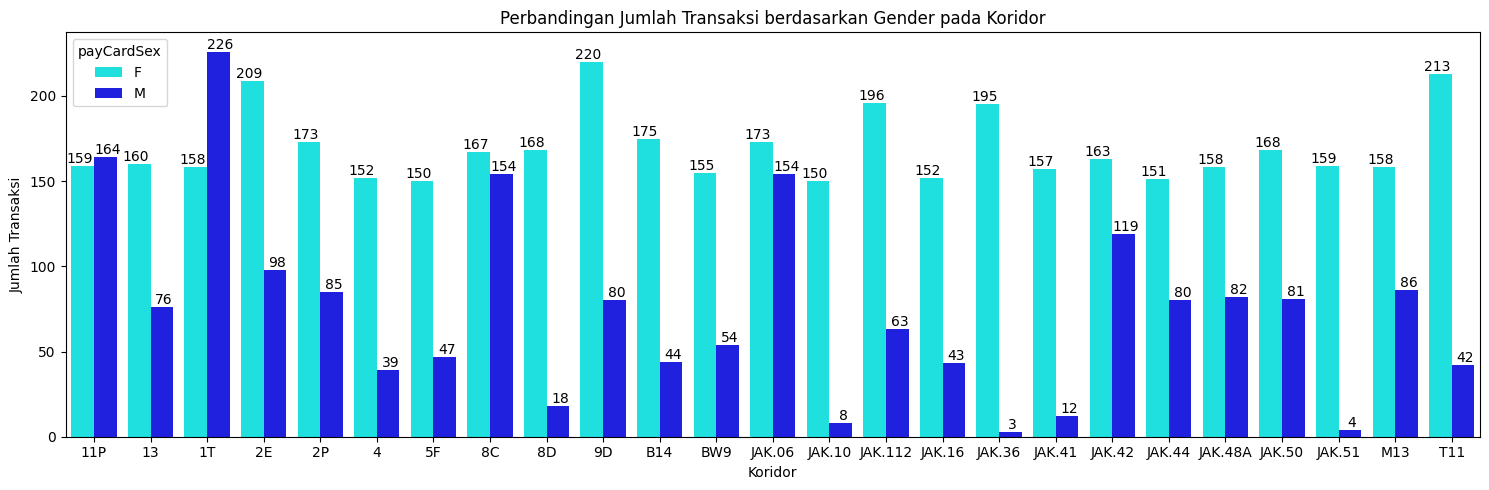 Perbandingan Jumlah Transaksi berdasarkan Gender pada Koridor
payCardSex
F
M
Jumlah Transaksi
200
150
100
50
0
159 164 160 76 158 226 209 98 173 85 152 39 150 47 167 154 168 18 220 80 175 44 155 54 173 154 150 8 196 63 152 43 195 3 157 12 163 119 151 80 158 82 168 81 159 4 158 86 213 42
11P 13 1T 2E 2P 4 5F 8C 8D 9D B14 BW9 JAK.06 JAK.10 JAK.112 JAK.16 JAK.36 JAK.41 JAK.42 JAK.44 JAK.48A JAK.50 JAK.51 M13 T11
Koridor